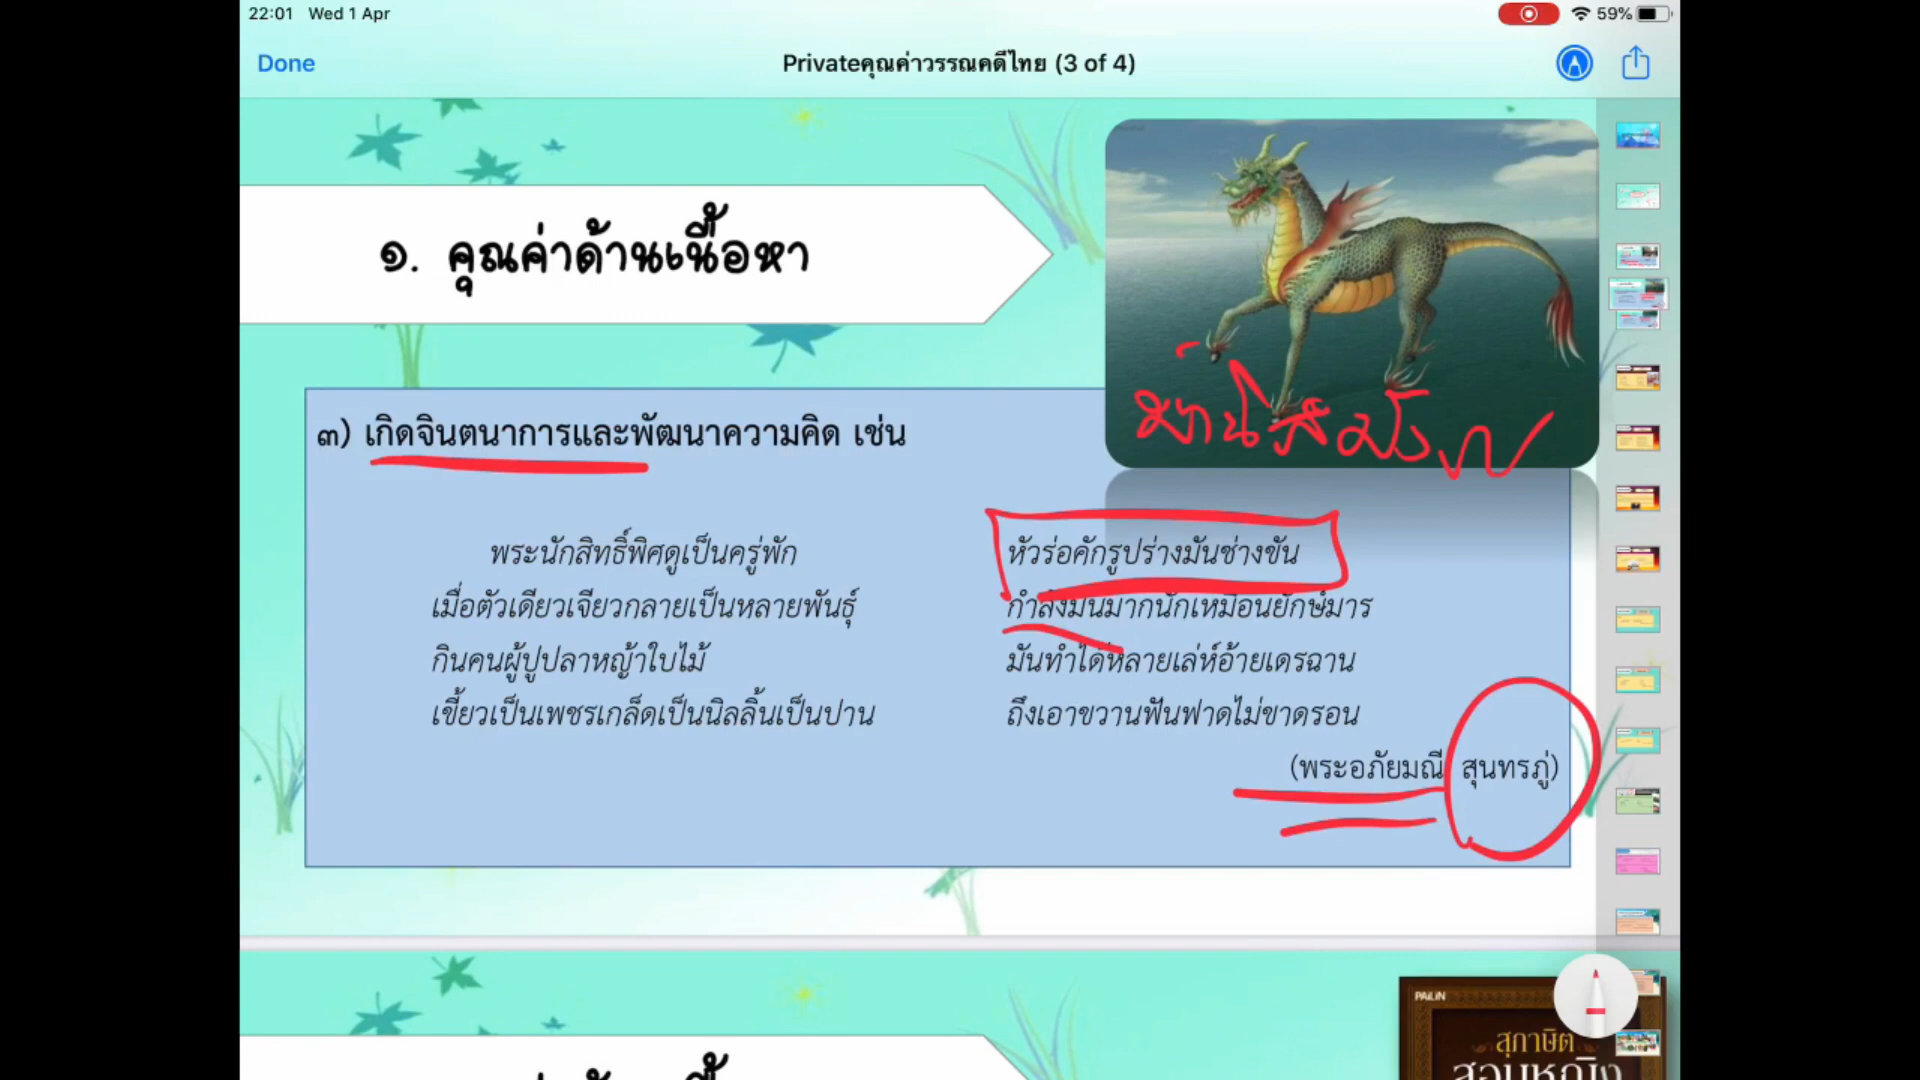 22:01 Wed 1 Apr
59%
Done
Privateคุณค่าวรรณคดีไทย (3 of 4)
๑. คุณค่าด้านเนื้อหา
ม้านิลมังกร
๓) เกิดจินตนาการและพัฒนาความคิด เช่น
พระนักสิทธิ์พิศดูเป็นครู่พัก หัวร่อคักรูปร่างมันช่างขัน
เมื่อตัวเดียวเจียวกลายเป็นหลายพันธุ์ กำลังมันมากนักเหมือนยักษ์มาร
กินคนผู้ปูปลาหญ้าใบไม้ มันทำได้หลายเล่ห์อ้ายเดรฉาน
เขี้ยวเป็นเพชรเกล็ดเป็นนิลลิ้นเป็นปาน ถึงเอาขวานฟันฟาดไม่ขาดรอน
(พระอภัยมณี สุนทรภู่)
PAiLiN
สุภาษิต
สอนหญิง